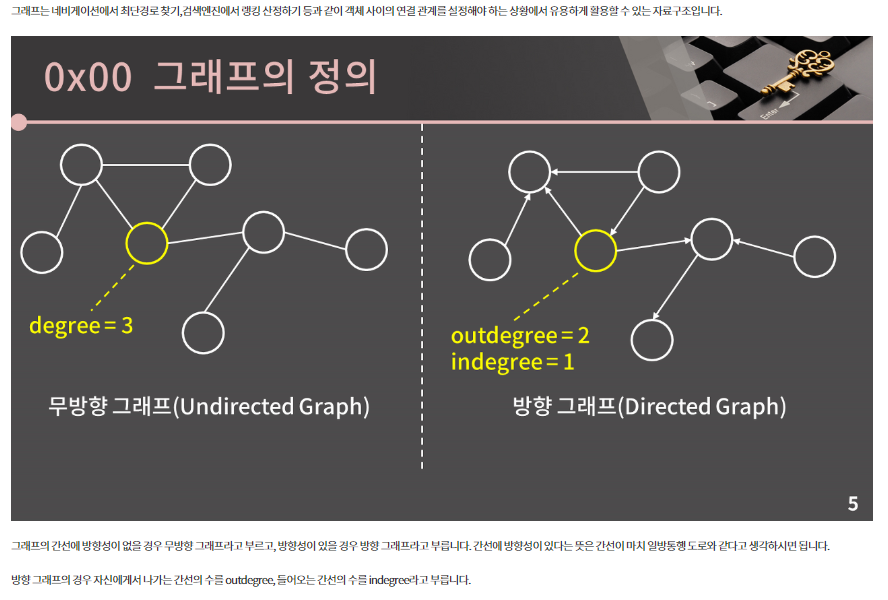 그래프는 네비게이션에서 최단경로 찾기,검색엔진에서 랭킹 산정하기 등과 같이 객체 사이의 연결 관계를 설정해야 하는 상황에서 유용하게 활용할 수 있는 자료구조입니다.
0x00 그래프의 정의
Enter
degree = 3
outdegree = 2
indegree = 1
무방향 그래프(Undirected Graph)
방향 그래프(Directed Graph)
5
그래프의 간선에 방향성이 없을 경우 무방향 그래프라고 부르고, 방향성이 있을 경우 방향 그래프라고 부릅니다. 간선에 방향성이 있다는 뜻은 간선이 마치 일방통행 도로와 같다고 생각하시면 됩니다.
방향 그래프의 경우 자신에게서 나가는 간선의 수를 outdegree, 들어오는 간선의 수를 indegree라고 부릅니다.